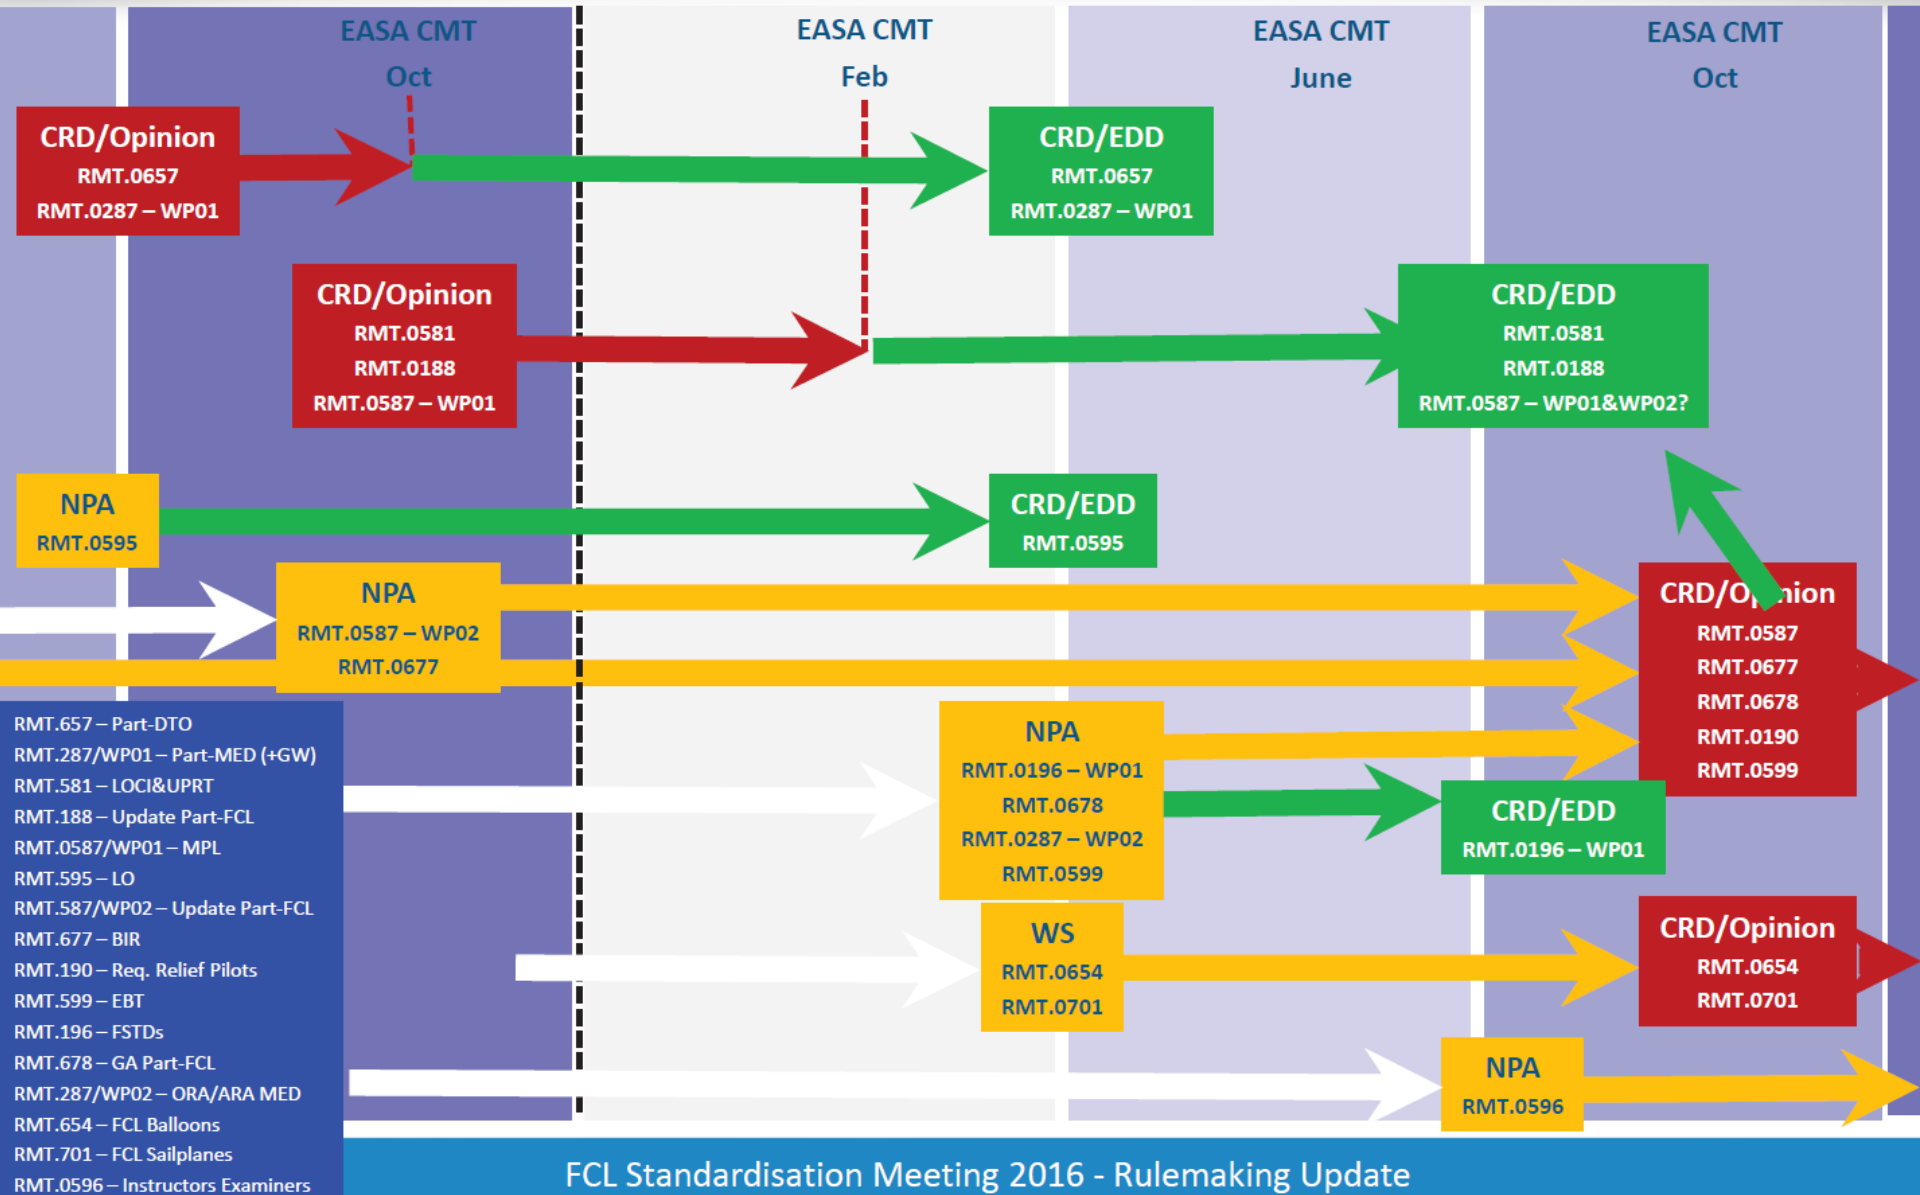 EASA CMT
Oct
EASA CMT
Feb
EASA CMT
June
EASA CMT
Oct
CRD/Opinion
RMT.0657
RMT.0287 – WP01
CRD/EDD
RMT.0657
RMT.0287 – WP01
CRD/Opinion
RMT.0581
RMT.0188
RMT.0587 – WP01
CRD/EDD
RMT.0581
RMT.0188
RMT.0587 – WP01&WP02?
NPA
RMT.0595
CRD/EDD
RMT.0595
NPA
RMT.0587 – WP02
RMT.0677
CRD/Opinion
RMT.0587
RMT.0677
RMT.0678
RMT.0190
RMT.0599
NPA
RMT.0196 – WP01
RMT.0678
RMT.0287 – WP02
RMT.0599
CRD/EDD
RMT.0196 – WP01
WS
RMT.0654
RMT.0701
CRD/Opinion
RMT.0654
RMT.0701
NPA
RMT.0596
RMT.657 – Part-DTO
RMT.287/WP01 – Part-MED (+GW)
RMT.581 – LOCI&UPRT
RMT.188 – Update Part-FCL
RMT.0587/WP01 – MPL
RMT.595 – LO
RMT.587/WP02 – Update Part-FCL
RMT.677 – BIR
RMT.190 – Req. Relief Pilots
RMT.599 – EBT
RMT.196 – FSTDs
RMT.678 – GA Part-FCL
RMT.287/WP02 – ORA/ARA MED
RMT.654 – FCL Balloons
RMT.701 – FCL Sailplanes
RMT.0596 – Instructors Examiners
FCL Standardisation Meeting 2016 - Rulemaking Update